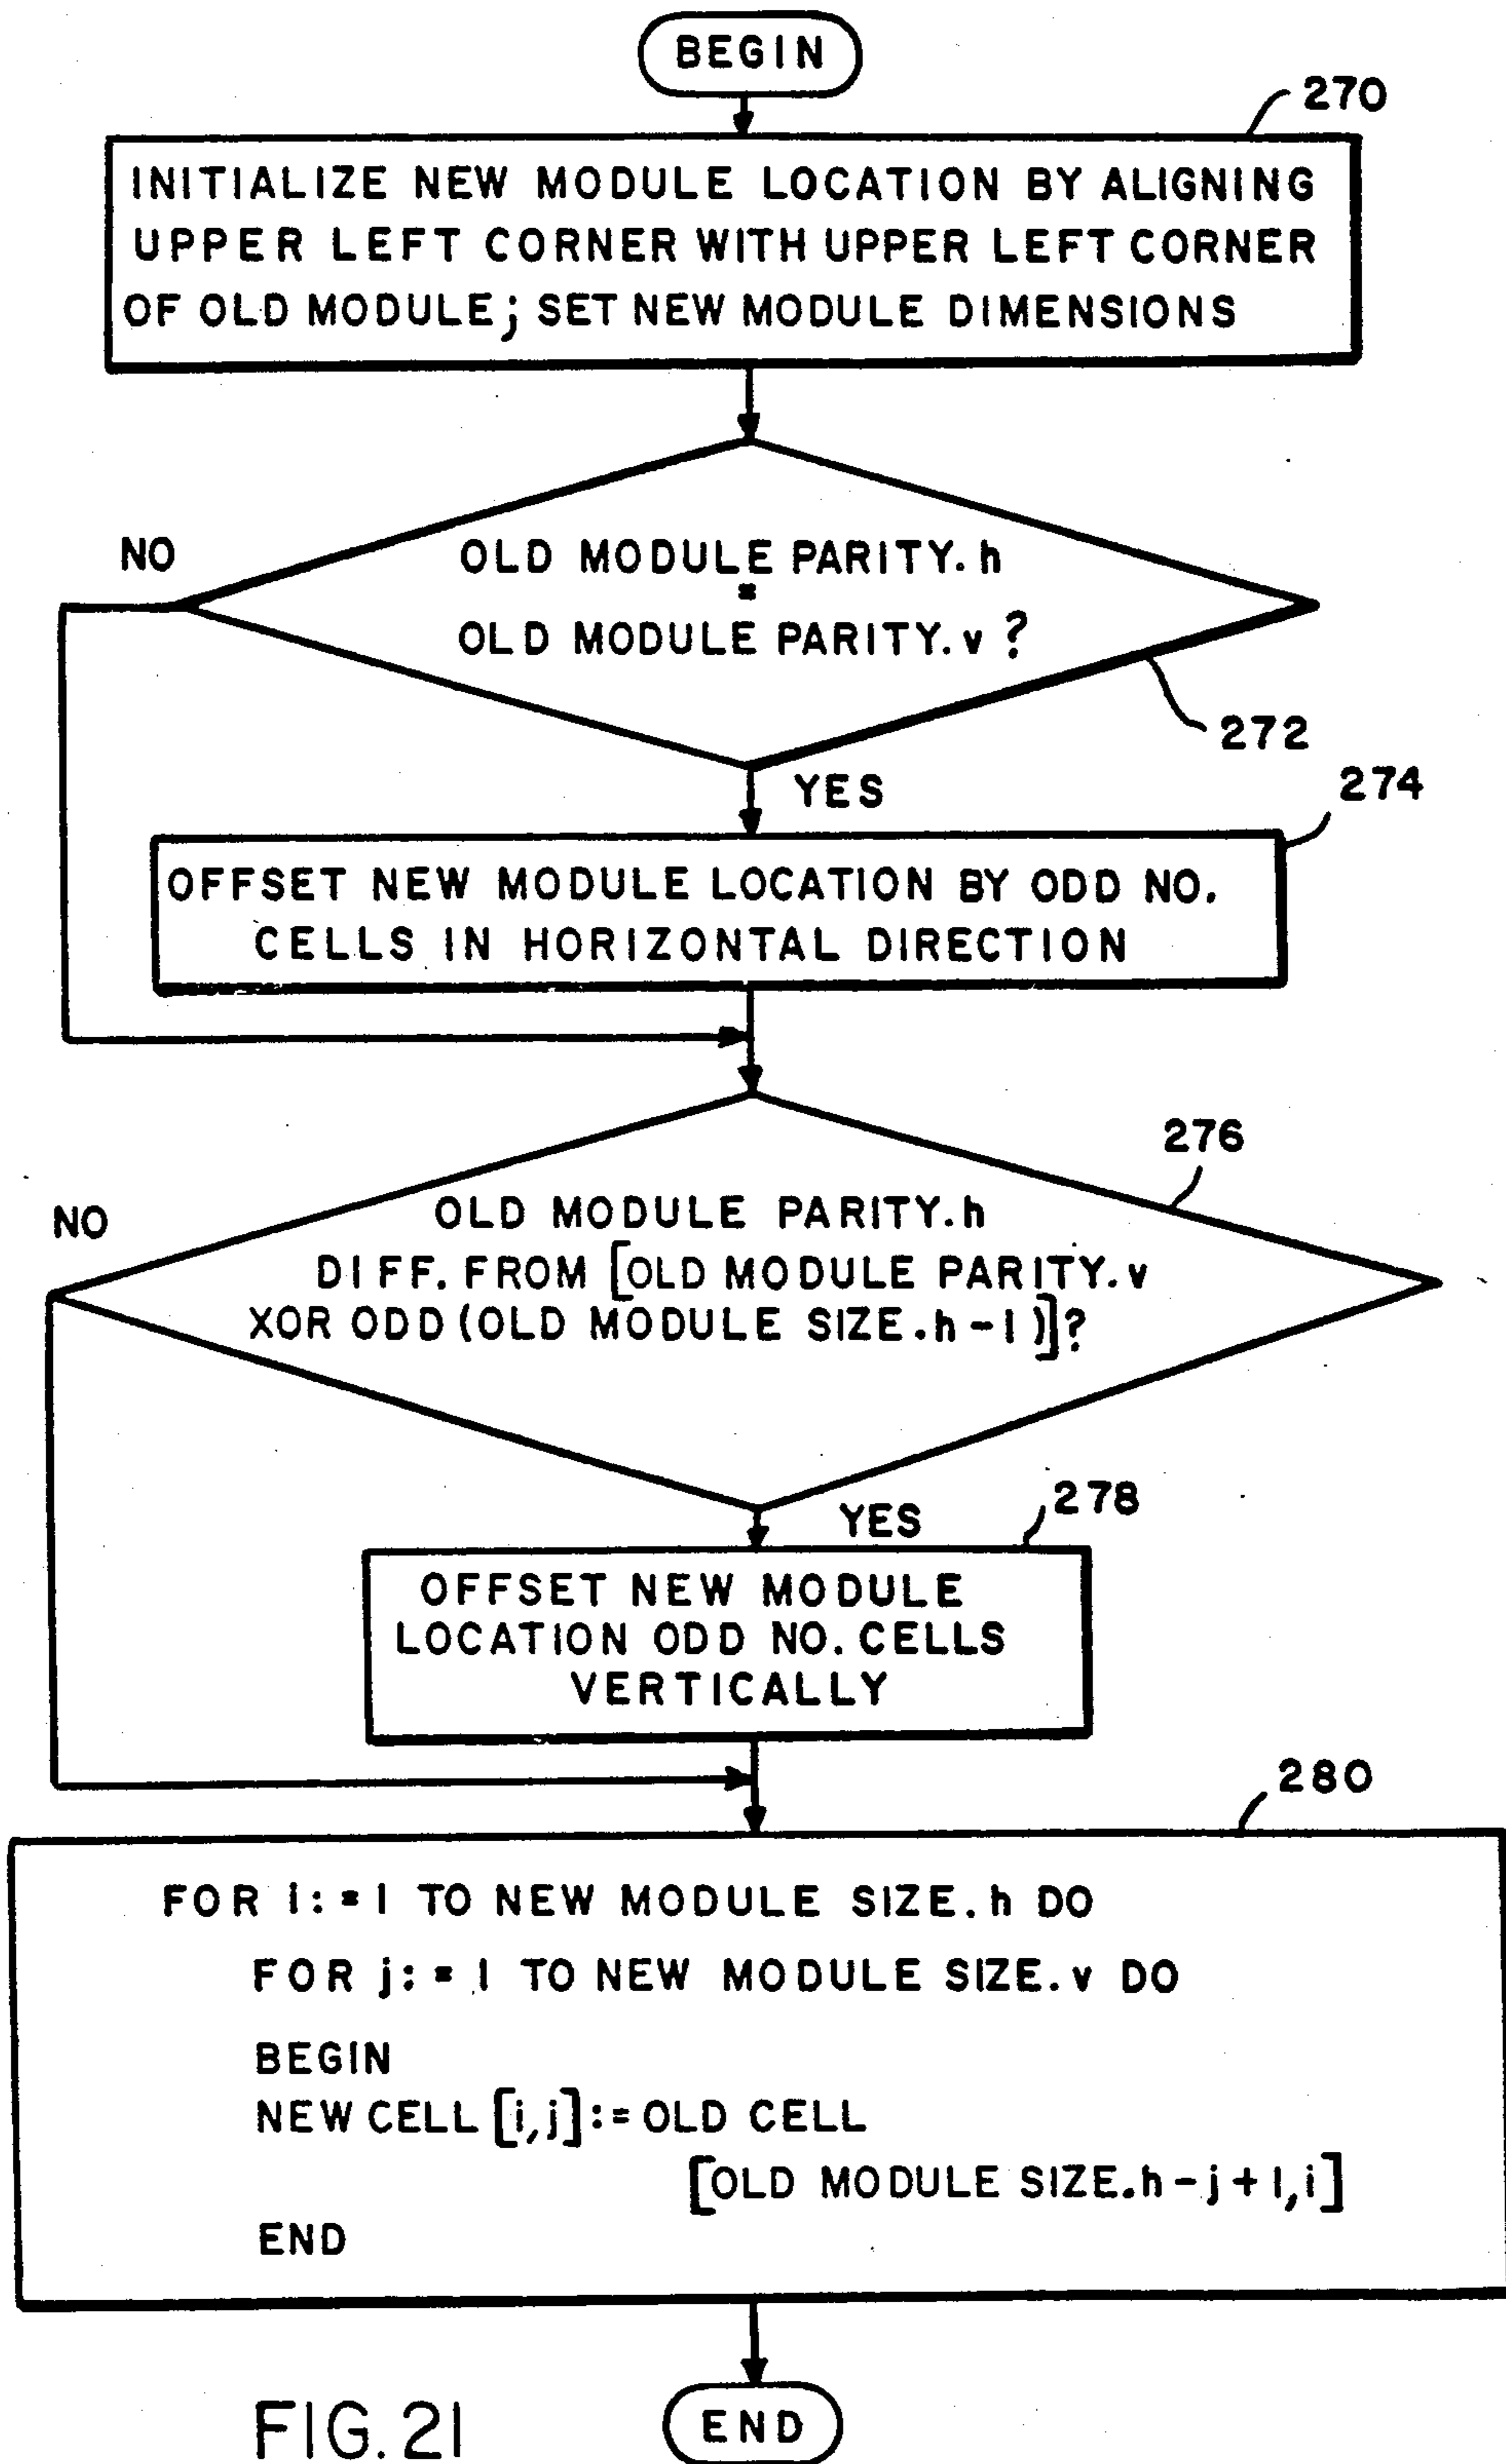 BEGIN
270
INITIALIZE NEW MODULE LOCATION BY ALIGNING
UPPER LEFT CORNER WITH UPPER LEFT CORNER
OF OLD MODULE; SET NEW MODULE DIMENSIONS
NO
OLD MODULE PARITY.h
=
OLD MODULE PARITY.v ?
272
YES
274
OFFSET NEW MODULE LOCATION BY ODD NO.
CELLS IN HORIZONTAL DIRECTION
276
NO
OLD MODULE PARITY.h
DIFF. FROM [OLD MODULE PARITY.v
XOR ODD (OLD MODULE SIZE.h-1)]?
YES
278
OFFSET NEW MODULE
LOCATION ODD NO. CELLS
VERTICALLY
280
FOR i:=1 TO NEW MODULE SIZE.h DO
FOR j:=1 TO NEW MODULE SIZE.v DO
BEGIN
NEW CELL [i,j]:= OLD CELL
[OLD MODULE SIZE.h-j+1,i]
END
END
FIG. 21